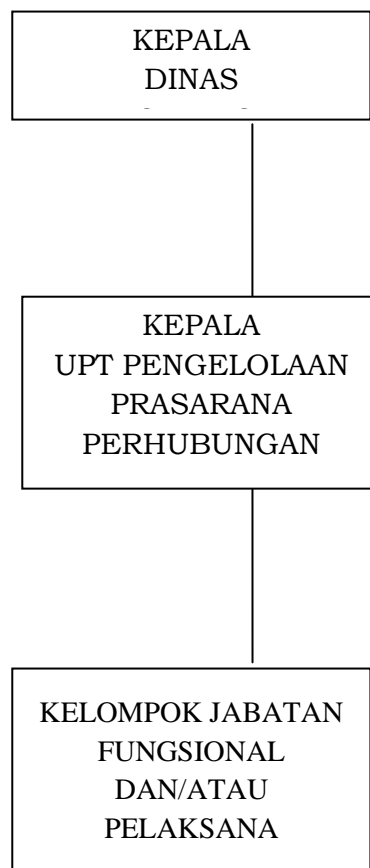 KEPALA
DINAS
KEPALA
UPT PENGELOLAAN
PRASARANA
PERHUBUNGAN
KELOMPOK JABATAN
FUNGSIONAL
DAN/ATAU
PELAKSANA